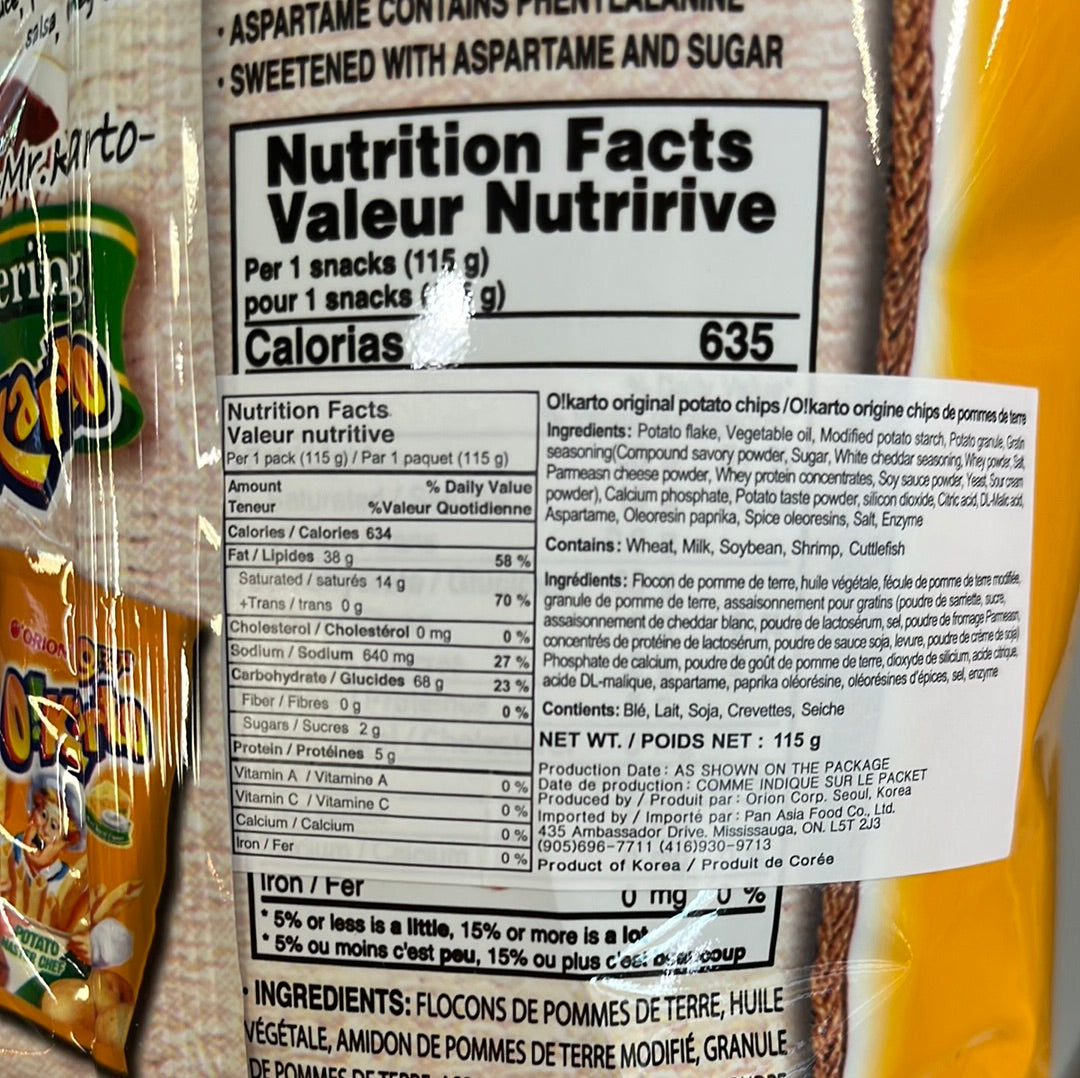 salsa,
• ASPARTAME CONTAINS PHENYLALANINE
• SWEETENED WITH ASPARTAME AND SUGAR
Mr. karto-
Nutrition Facts
Valeur Nutririve
Per 1 snacks (115 g)
pour 1 snacks g)
Calorias 635
Nutrition Facts
Valeur nutritive
Per 1 pack (115 g) / Par 1 paquet (115 g)
Amount % Daily Value
Teneur %Valeur Quotidienne
Calories / Calories 634
Fat / Lipides 38 g 58 %
Saturated / saturés 14 g
+Trans / trans 0 g 70 %
Cholesterol / Cholestérol 0 mg 0 %
Sodium / Sodium 640 mg 27 %
Carbohydrate / Glucides 68 g 23 %
Fiber / Fibres 0 g 0 %
Sugars / Sucres 2 g
Protein / Protéines 5 g
Vitamin A / Vitamine A 0 %
Vitamin C / Vitamine C 0 %
Calcium / Calcium 0 %
Iron / Fer 0 %
O!karto original potato chips/O!karto origine chips de pommes de terre
Ingredients: Potato flake, Vegetable oil, Modified potato starch, Potato granule, Gratin
seasoning(Compound savory powder, Sugar, White cheddar seasoning, Whey powder, Salt,
Parmeasn cheese powder, Whey protein concentrates, Soy sauce powder, Yeast, Sour cream
powder), Calcium phosphate, Potato taste powder, silicon dioxide, Citric acid, DL-Malic acid,
Aspartame, Oleoresin paprika, Spice oleoresins, Salt, Enzyme
Contains: Wheat, Milk, Soybean, Shrimp, Cuttlefish
Ingrédients: Flocon de pomme de terre, huile végétale, fécule de pomme de terre modifiée,
granule de pomme de terre, assaisonnement pour gratins (poudre de sarriette, sucre,
assaisonnement de cheddar blanc, poudre de lactosérum, sel, poudre de fromage Parmeasn,
concentrés de protéine de lactosérum, poudre de sauce soja, levure, poudre de crème de soja)
Phosphate de calcium, poudre de goût de pomme de terre, dioxyde de silicium, acide citrique,
acide DL-malique, aspartame, paprika oléorésine, oléorésines d'épices, sel, enzyme
Contients: Blé, Lait, Soja, Crevettes, Seiche
NET WT. / POIDS NET : 115 g
Production Date: AS SHOWN ON THE PACKAGE
Date de production: COMME INDIQUE SUR LE PACKET
Produced by / Produit par: Orion Corp. Seoul, Korea
Imported by / Importé par: Pan Asia Food Co., Ltd.
435 Ambassador Drive. Mississauga, ON. L5T 2J3
(905)696-7711 (416)930-9713
Product of Korea / Produit de Corée
Iron / Fer 0 mg 0 %
* 5% or less is a little, 15% or more is a lot
* 5% ou moins c'est peu, 15% ou plus c'est beaucoup
• INGREDIENTS: FLOCONS DE POMMES DE TERRE, HUILE
VÉGÉTALE, AMIDON DE POMMES DE TERRE MODIFIÉ, GRANULE
DE POMMES DE TERRE
ORION
O!karto
POTATO
MASTER CHEF